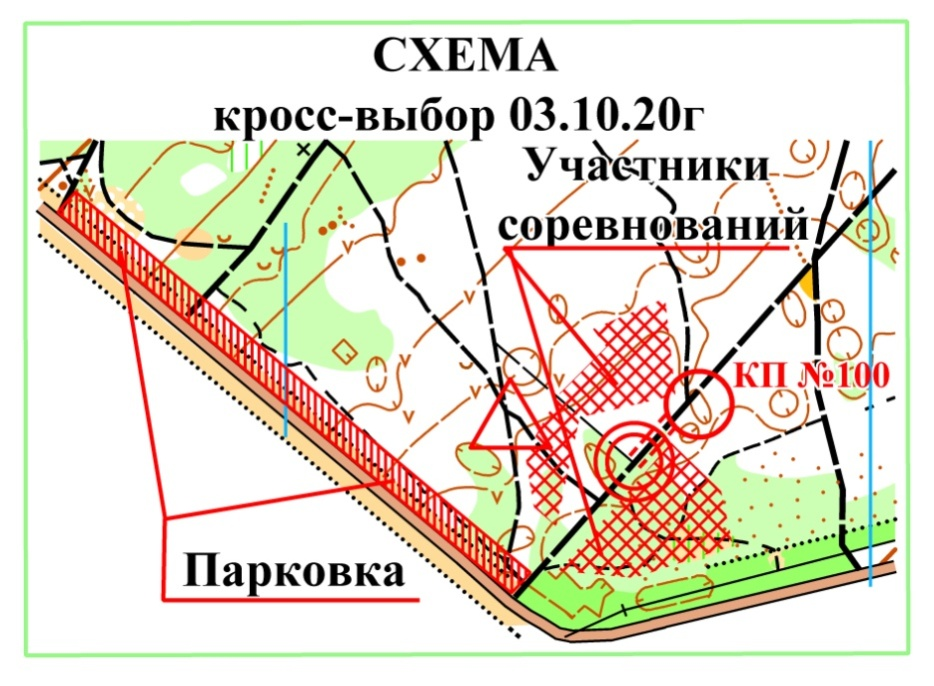 СХЕМА
кросс-выбор 03.10.20г
Участники
соревнований
КП №100
Парковка